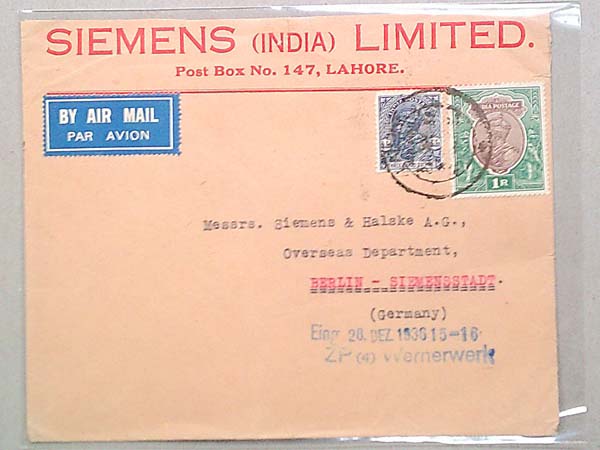 SIEMENS (INDIA) LIMITED.
Post Box No. 147, LAHORE.
BY AIR MAIL
PAR AVION
INDIA POSTAGE
1R
Messrs. Siemens & Halske A.G.,
Overseas Department,
BERLIN - SIEMENSSTADT.
(Germany)
Eing. 28. DEZ. 1936 15-16
ZP (4) Wernerwerk